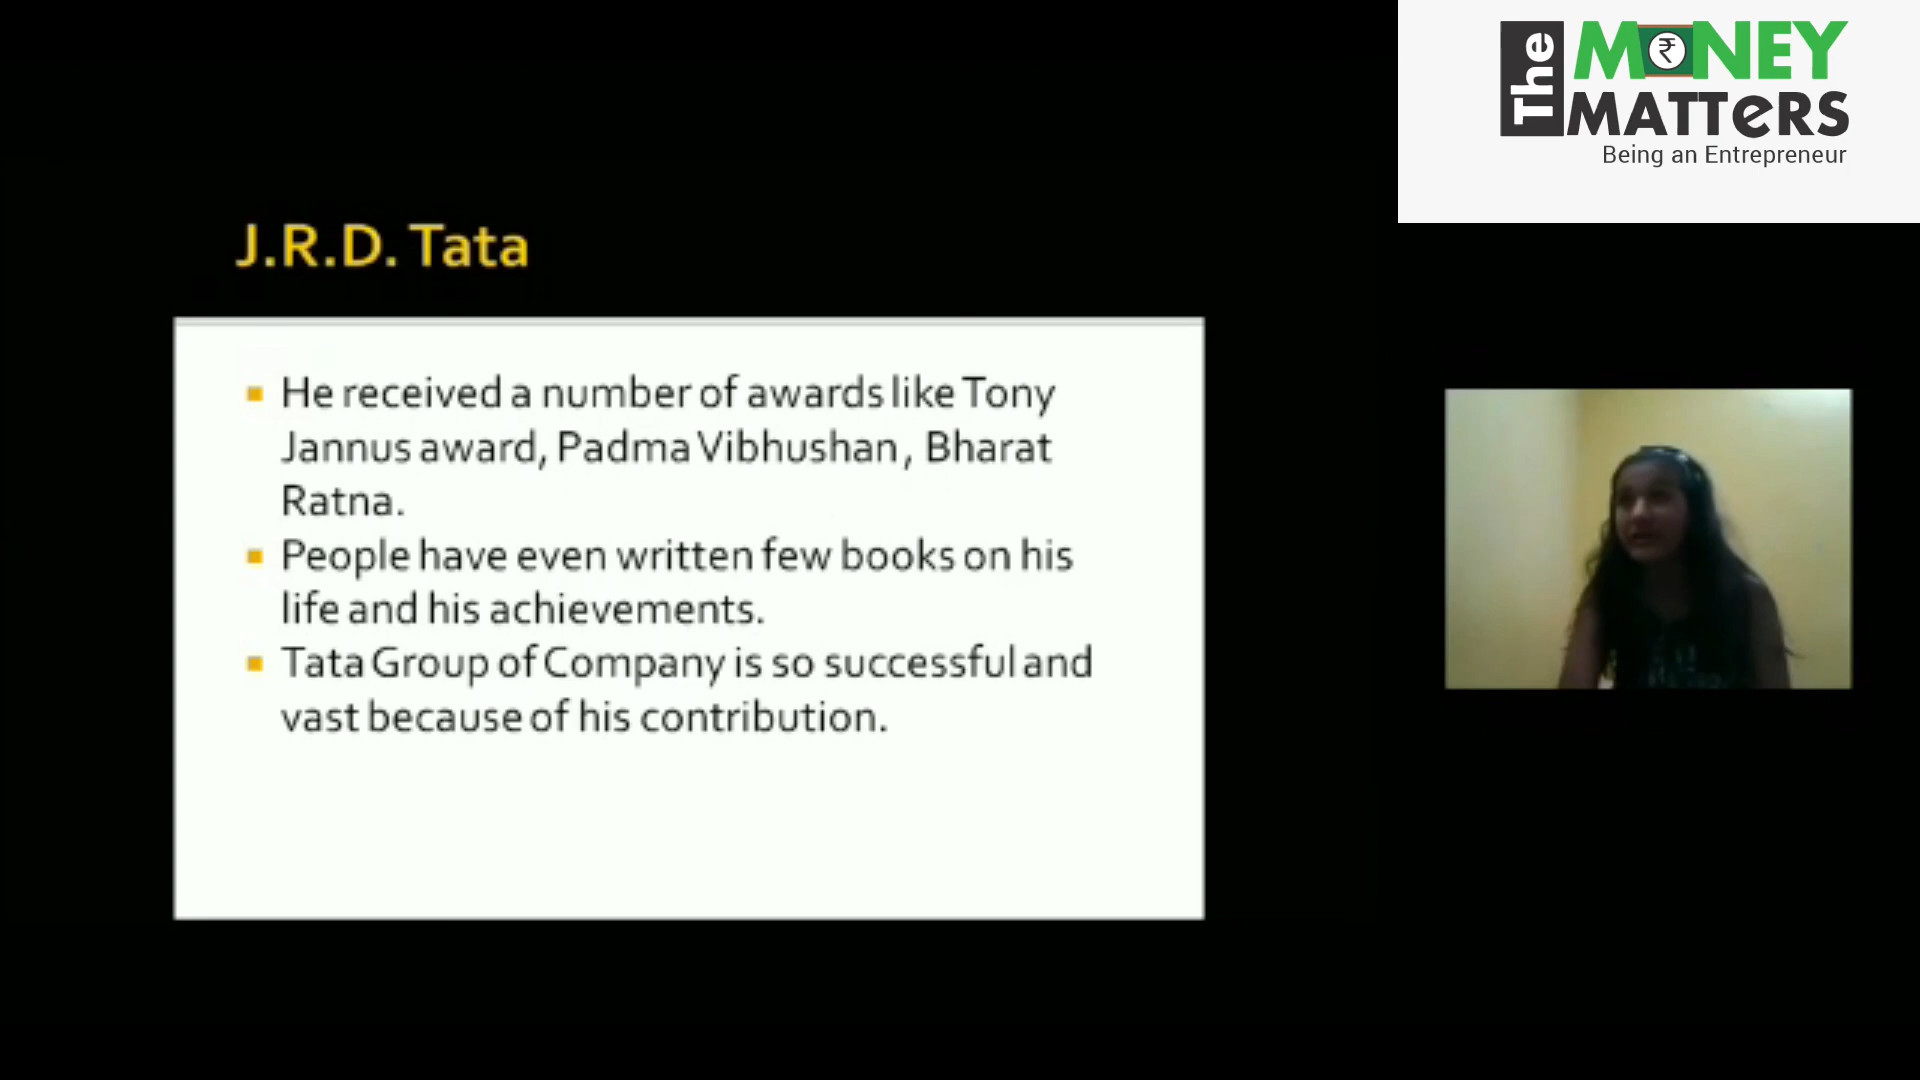 The
MONEY
MATTeRS
Being an Entrepreneur
J.R.D. Tata
He received a number of awards like Tony
Jannus award, Padma Vibhushan, Bharat
Ratna.
People have even written few books on his
life and his achievements.
Tata Group of Company is so successful and
vast because of his contribution.